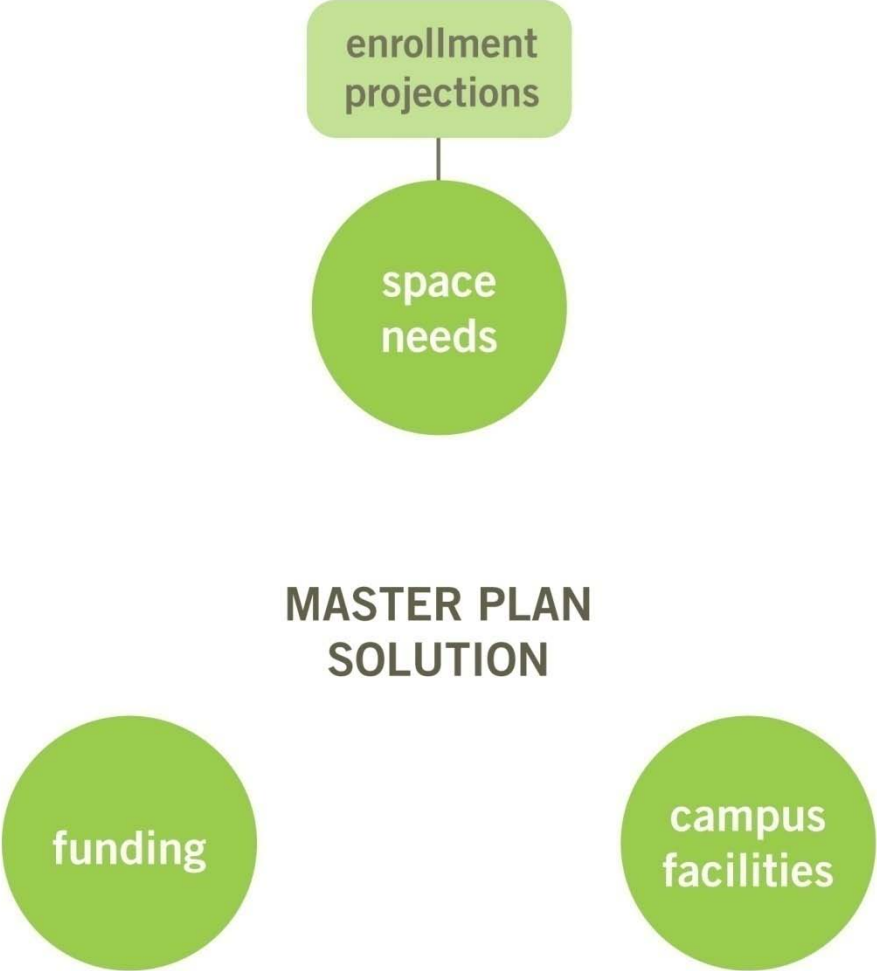 enrollment
projections
space
needs
MASTER PLAN
SOLUTION
funding
campus
facilities